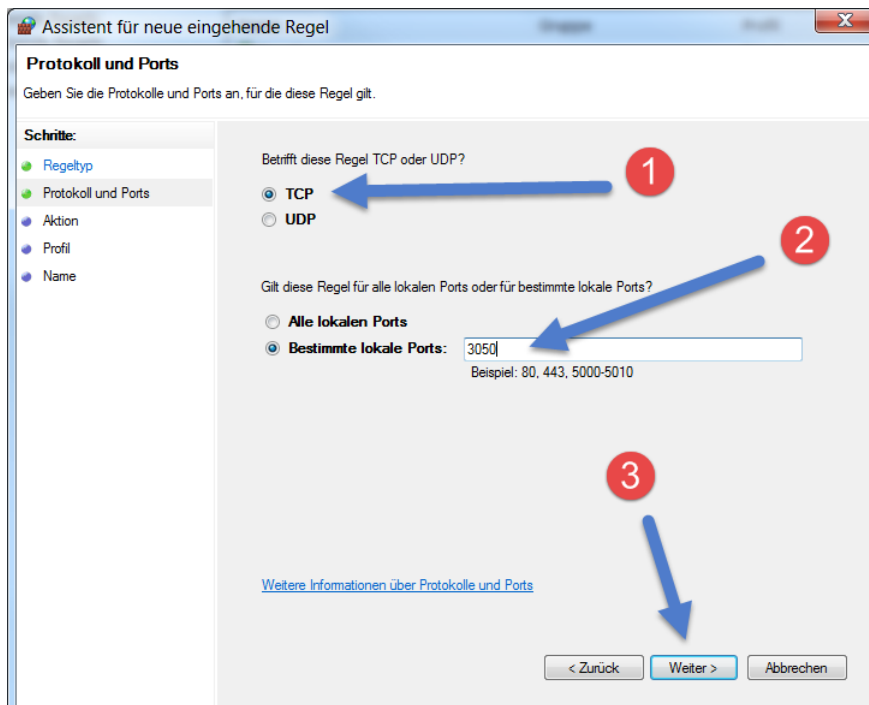 Assistent für neue eingehende Regel
Protokoll und Ports
Geben Sie die Protokolle und Ports an, für die diese Regel gilt.
Schritte:
Regeltyp
Protokoll und Ports
Aktion
Profil
Name
Betrifft diese Regel TCP oder UDP?
1
TCP
UDP
2
Gilt diese Regel für alle lokalen Ports oder für bestimmte lokale Ports?
Alle lokalen Ports
Bestimmte lokale Ports: 3050
Beispiel: 80, 443, 5000-5010
3
Weitere Informationen über Protokolle und Ports
< Zurück Weiter > Abbrechen